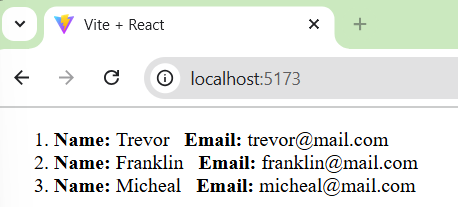 Vite + React
localhost:5173
1. Name: Trevor Email: trevor@mail.com
2. Name: Franklin Email: franklin@mail.com
3. Name: Micheal Email: micheal@mail.com